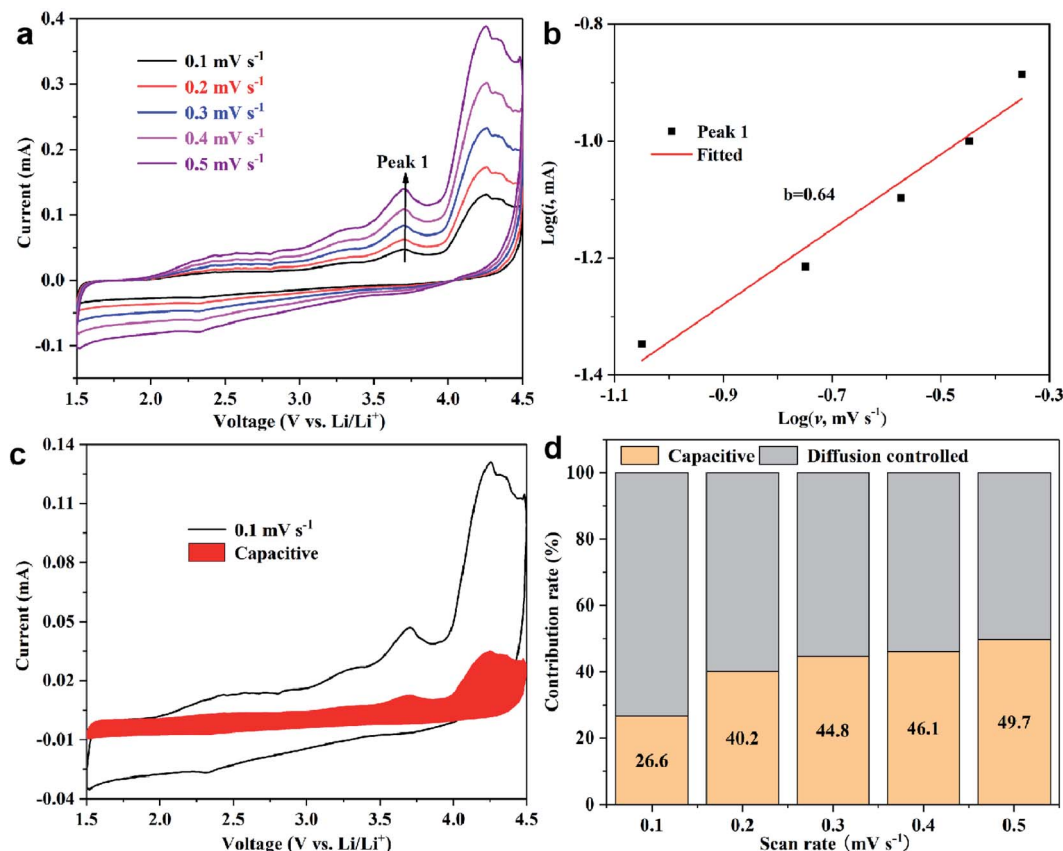 a
0.1 mV s⁻¹
0.2 mV s⁻¹
0.3 mV s⁻¹
0.4 mV s⁻¹
0.5 mV s⁻¹
Peak 1
0.4
0.3
0.2
0.1
0.0
-0.1
Current (mA)
1.5 2.0 2.5 3.0 3.5 4.0 4.5
Voltage (V vs. Li/Li⁺)
b
Peak 1
Fitted
b=0.64
-0.8
-1.0
-1.2
-1.4
Log(i, mA)
-1.1 -0.9 -0.7 -0.5 -0.3
Log(v, mV s⁻¹)
c
0.1 mV s⁻¹
Capacitive
0.14
0.11
0.08
0.05
0.02
-0.01
-0.04
Current (mA)
1.5 2.0 2.5 3.0 3.5 4.0 4.5
Voltage (V vs. Li/Li⁺)
d
Capacitive Diffusion controlled
100
80
60
40
20
0
Contribution rate (%)
26.6 40.2 44.8 46.1 49.7
0.1 0.2 0.3 0.4 0.5
Scan rate (mV s⁻¹)